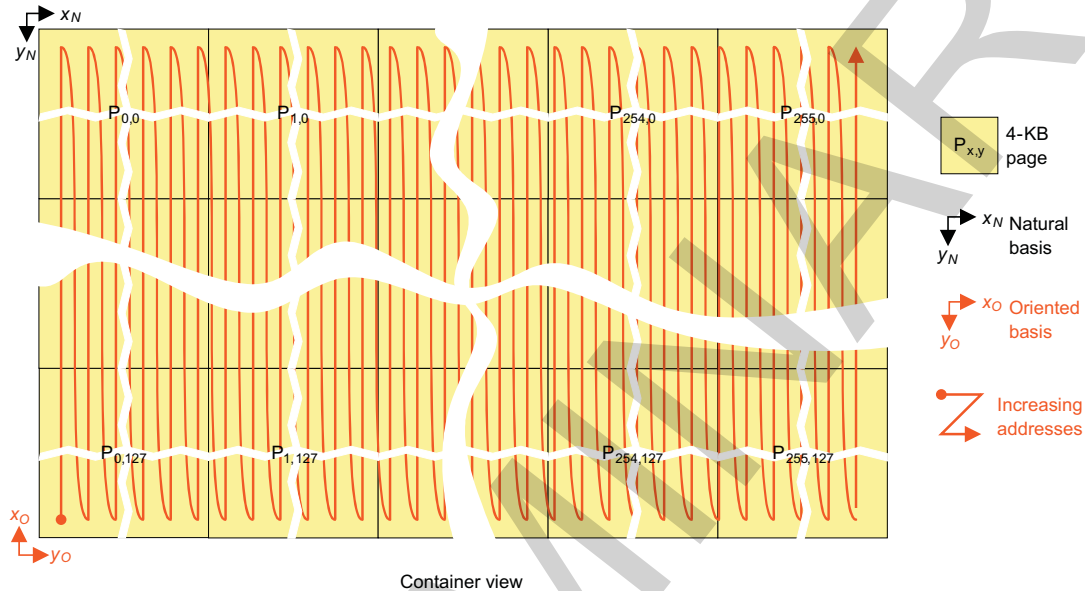 x_N
y_N
P_0,0
P_1,0
P_254,0
P_255,0
P_x,y
4-KB
page
x_N Natural
y_N basis
x_O Oriented
y_O basis
Increasing
addresses
P_0,127
P_1,127
P_254,127
P_255,127
x_O
y_O
Container view